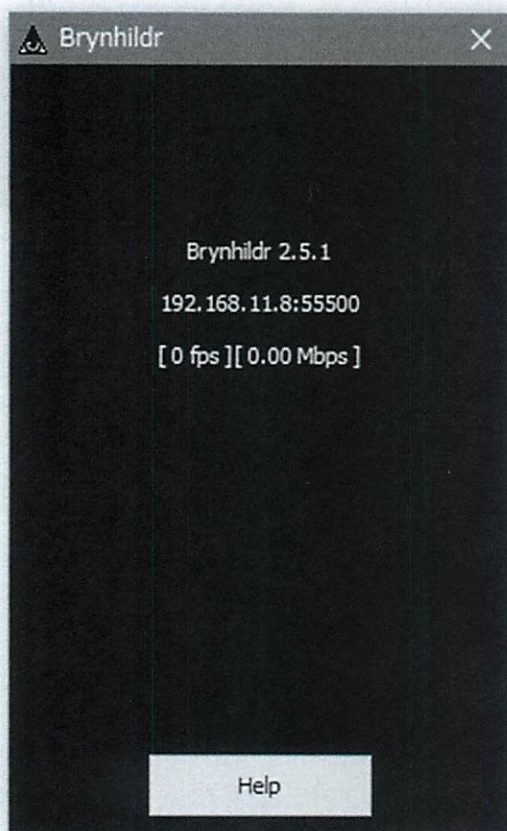 Brynhildr
Brynhildr 2.5.1
192.168.11.8:55500
[ 0 fps ][ 0.00 Mbps ]
Help